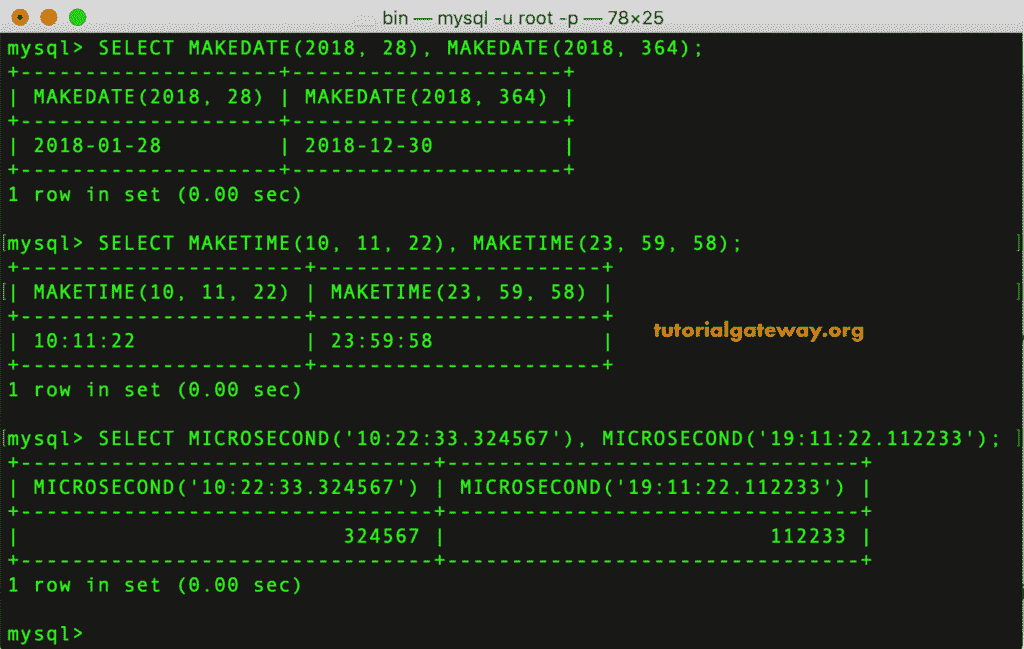 bin — mysql -u root -p — 78×25
mysql> SELECT MAKEDATE(2018, 28), MAKEDATE(2018, 364);
+--------------------+---------------------+
| MAKEDATE(2018, 28) | MAKEDATE(2018, 364) |
+--------------------+---------------------+
| 2018-01-28         | 2018-12-30          |
+--------------------+---------------------+
1 row in set (0.00 sec)
[mysql> SELECT MAKETIME(10, 11, 22), MAKETIME(23, 59, 58); ]
+----------------------+----------------------+
[| MAKETIME(10, 11, 22) | MAKETIME(23, 59, 58) | ]
+----------------------+----------------------+
| 10:11:22             | 23:59:58             |
tutorialgateway.org
+----------------------+----------------------+
1 row in set (0.00 sec)
[mysql> SELECT MICROSECOND('10:22:33.324567'), MICROSECOND('19:11:22.112233'); ]
+--------------------------------+--------------------------------+
| MICROSECOND('10:22:33.324567') | MICROSECOND('19:11:22.112233') |
+--------------------------------+--------------------------------+
|                         324567 |                         112233 |
+--------------------------------+--------------------------------+
1 row in set (0.00 sec)
mysql>